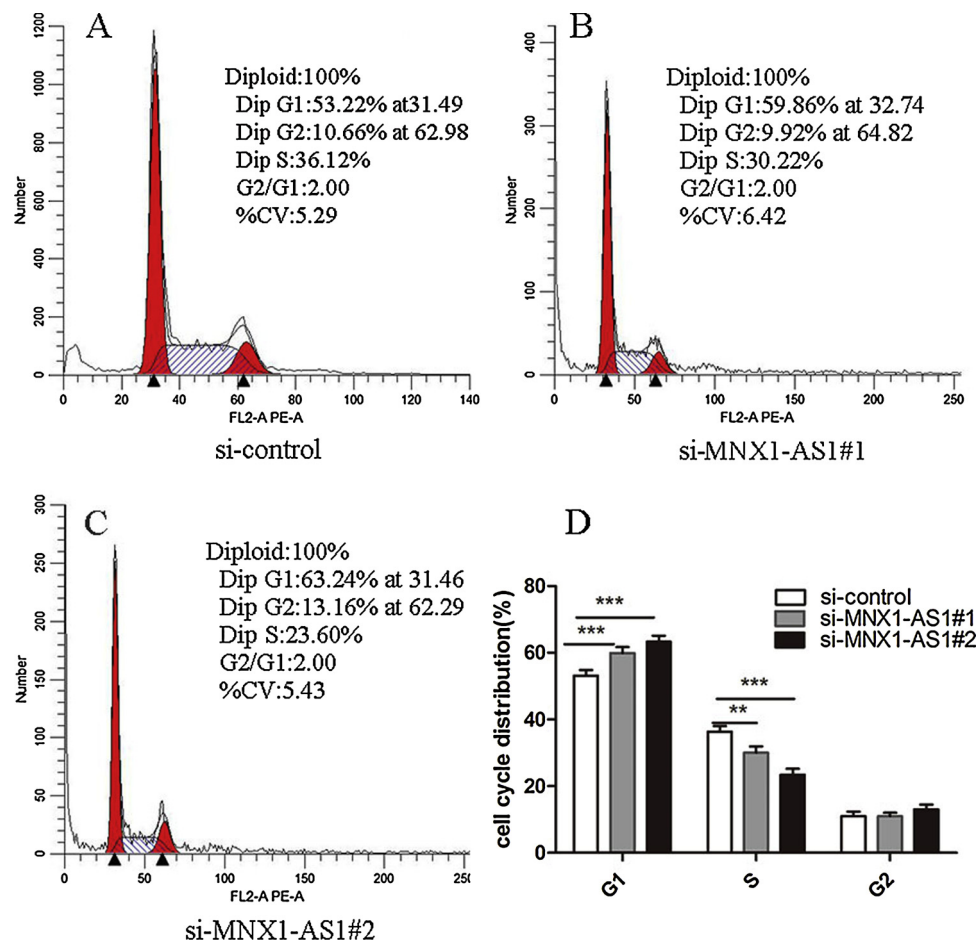 A
1200
1000
800
600
400
200
0
Number
Diploid:100%
Dip G1:53.22% at31.49
Dip G2:10.66% at 62.98
Dip S:36.12%
G2/G1:2.00
%CV:5.29
0 20 40 60 80 100 120 140
FL2-A PE-A
si-control
B
400
300
200
100
0
Number
Diploid:100%
Dip G1:59.86% at 32.74
Dip G2:9.92% at 64.82
Dip S:30.22%
G2/G1:2.00
%CV:6.42
0 50 100 150 200 250
FL2-A PE-A
si-MNX1-AS1#1
C
300
250
200
150
100
50
0
Number
Diploid:100%
Dip G1:63.24% at 31.46
Dip G2:13.16% at 62.29
Dip S:23.60%
G2/G1:2.00
%CV:5.43
0 50 100 150 200 250
FL2-A PE-A
si-MNX1-AS1#2
D
80
60
40
20
0
cell cycle distribution(%)
si-control
si-MNX1-AS1#1
si-MNX1-AS1#2
***
***
***
**
G1 S G2